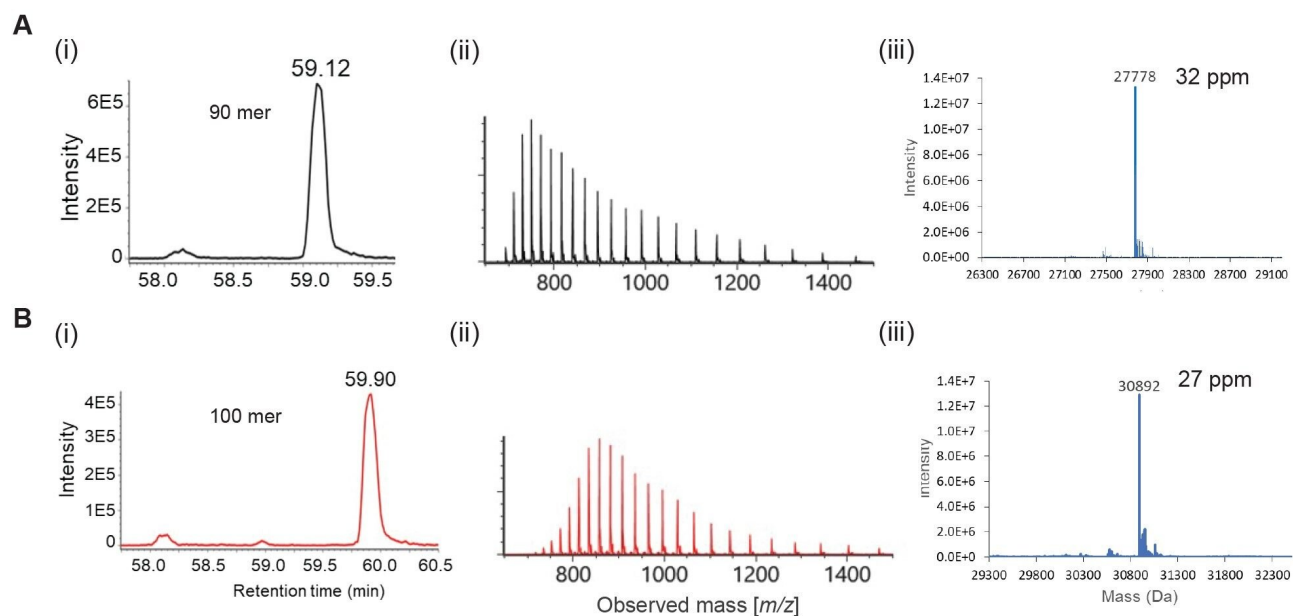 A
(i)
59.12
90 mer
Intensity
6E5
4E5
2E5
0
58.0 58.5 59.0 59.5
(ii)
800 1000 1200 1400
(iii)
27778 32 ppm
Intensity
1.4E+07
1.2E+07
1.0E+07
8.0E+06
6.0E+06
4.0E+06
2.0E+06
0.0E+00
26300 26700 27100 27500 27900 28300 28700 29100
B
(i)
59.90
100 mer
Intensity
4E5
3E5
2E5
1E5
0
58.0 58.5 59.0 59.5 60.0 60.5
Retention time (min)
(ii)
800 1000 1200 1400
Observed mass [m/z]
(iii)
30892 27 ppm
Intensity
1.4E+7
1.2E+7
1.0E+7
8.0E+6
6.0E+6
4.0E+6
2.0E+6
0.0E+0
29300 29800 30300 30800 31300 31800 32300
Mass (Da)